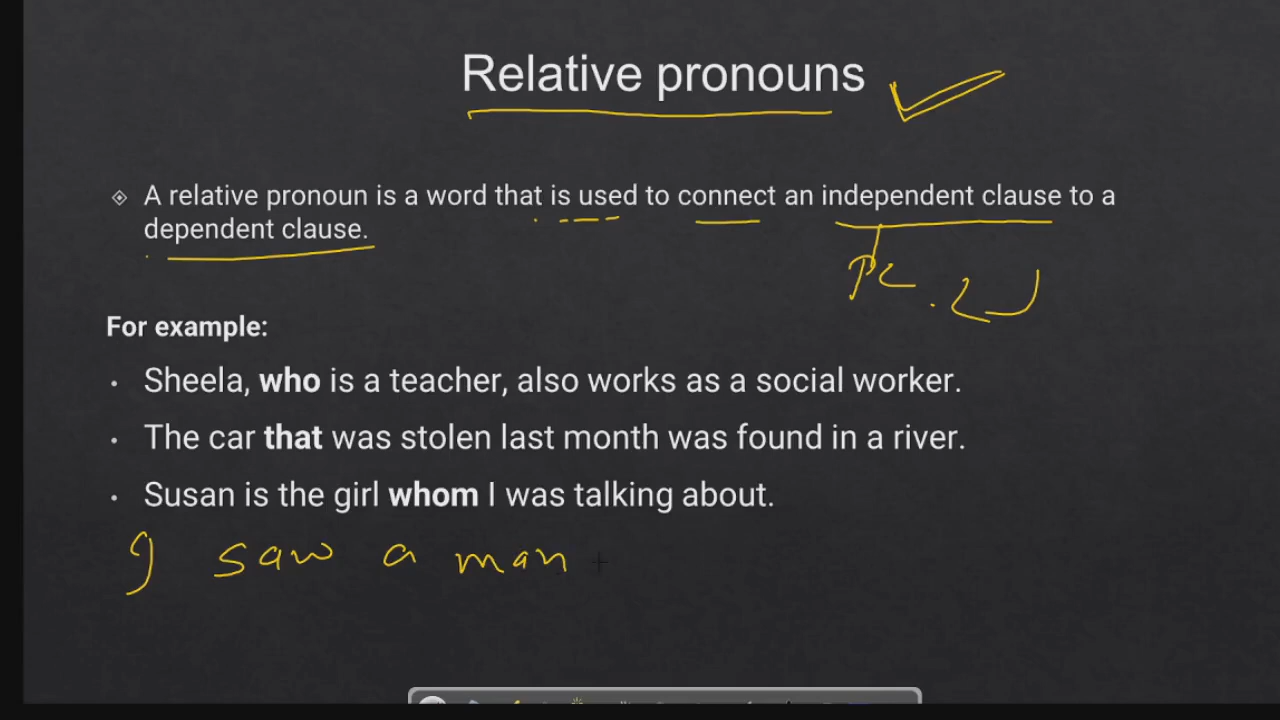 Relative pronouns
A relative pronoun is a word that is used to connect an independent clause to a
dependent clause.
For example:
• Sheela, who is a teacher, also works as a social worker.
• The car that was stolen last month was found in a river.
• Susan is the girl whom I was talking about.
I saw a man